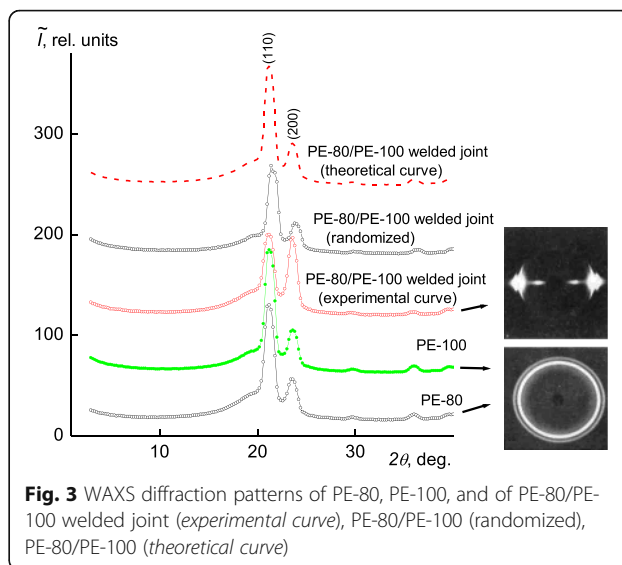 Ĩ, rel. units
(110)
(200)
300
200
100
0
10
20
30
2θ, deg.
PE-80/PE-100 welded joint
(theoretical curve)
PE-80/PE-100 welded joint
(randomized)
PE-80/PE-100 welded joint
(experimental curve)
PE-100
PE-80
Fig. 3 WAXS diffraction patterns of PE-80, PE-100, and of PE-80/PE-
100 welded joint (experimental curve), PE-80/PE-100 (randomized),
PE-80/PE-100 (theoretical curve)